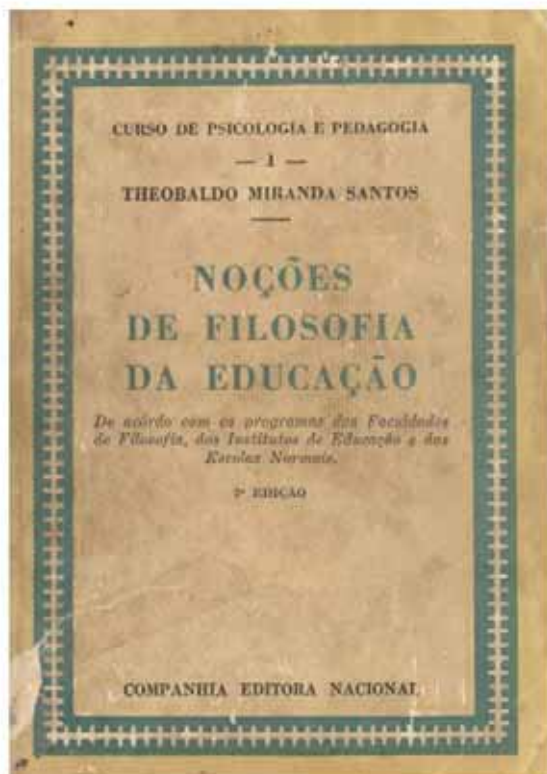 CURSO DE PSICOLOGIA E PEDAGOGIA
— 1 —
THEOBALDO MIRANDA SANTOS
NOÇÕES
DE FILOSOFIA
DA EDUCAÇÃO
De acôrdo com os programas das Faculdades
de Filosofia, dos Institutos de Educação e das
Escolas Normais.
EDIÇÃO
COMPANHIA EDITORA NACIONAL